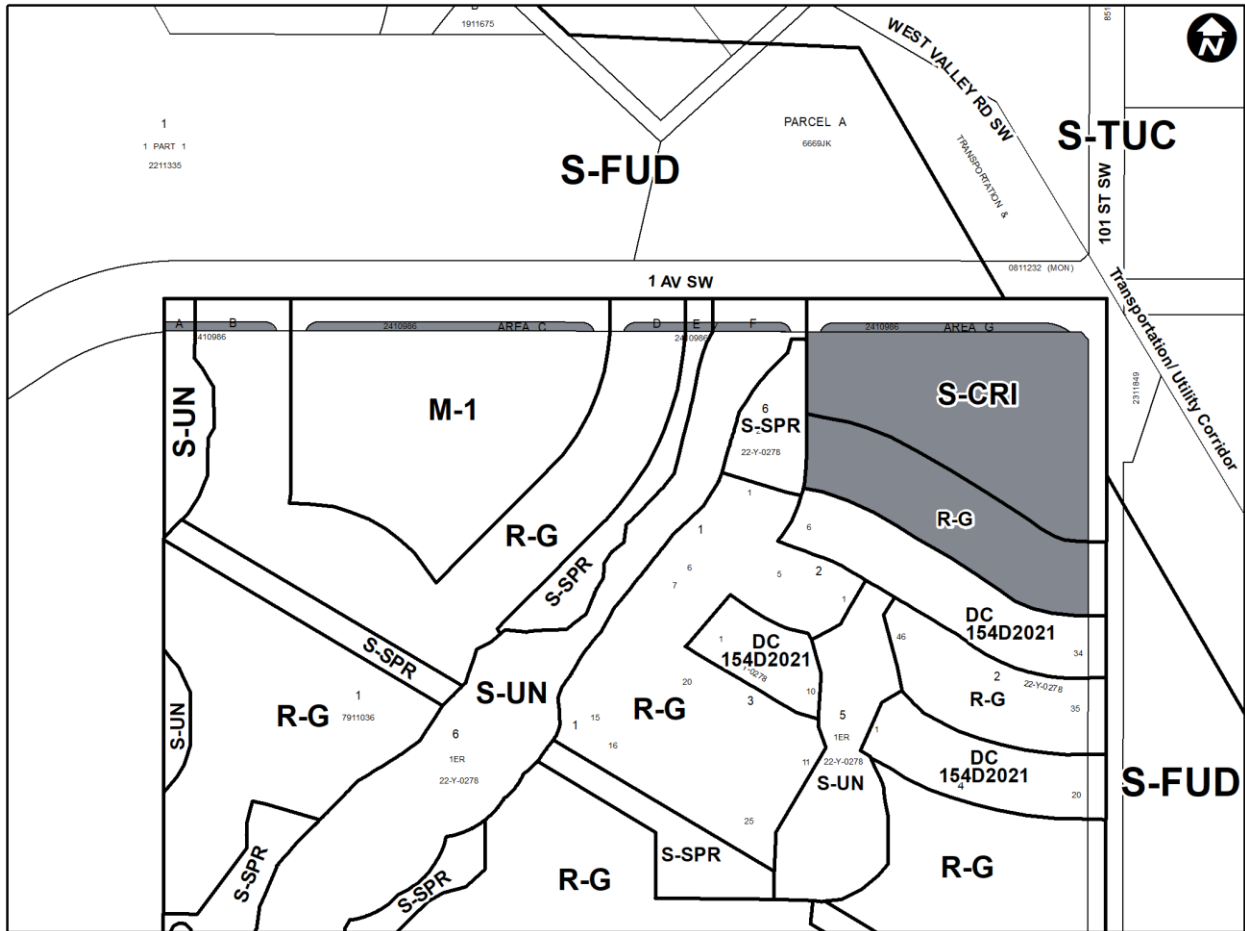 1911675
851
WEST VALLEY RD SW
N
1
1 PART 1
2211335
PARCEL A
6669JK
S-FUD
S-TUC
TRANSPORTATION &
101 ST SW
0811232 (MON)
1 AV SW
Transportation/ Utility Corridor
A
B
2410986
AREA C
D
E
F
2410986
AREA G
2311849
S-UN
M-1
S-CRI
6
S-SPR
22-Y-0278
R-G
R-G
1
1
6
6
7
5
2
1
S-SPR
DC
154D2021
46
34
1
DC
154D2021
10
20
3
2
22-Y-0278
R-G
35
S-SPR
S-UN
S-UN
R-G
1
7911036
R-G
1
15
16
6
1ER
22-Y-0278
5
1ER
22-Y-0278
11
S-UN
1
DC
154D2021
4
20
S-FUD
25
S-SPR
S-SPR
S-SPR
R-G
R-G